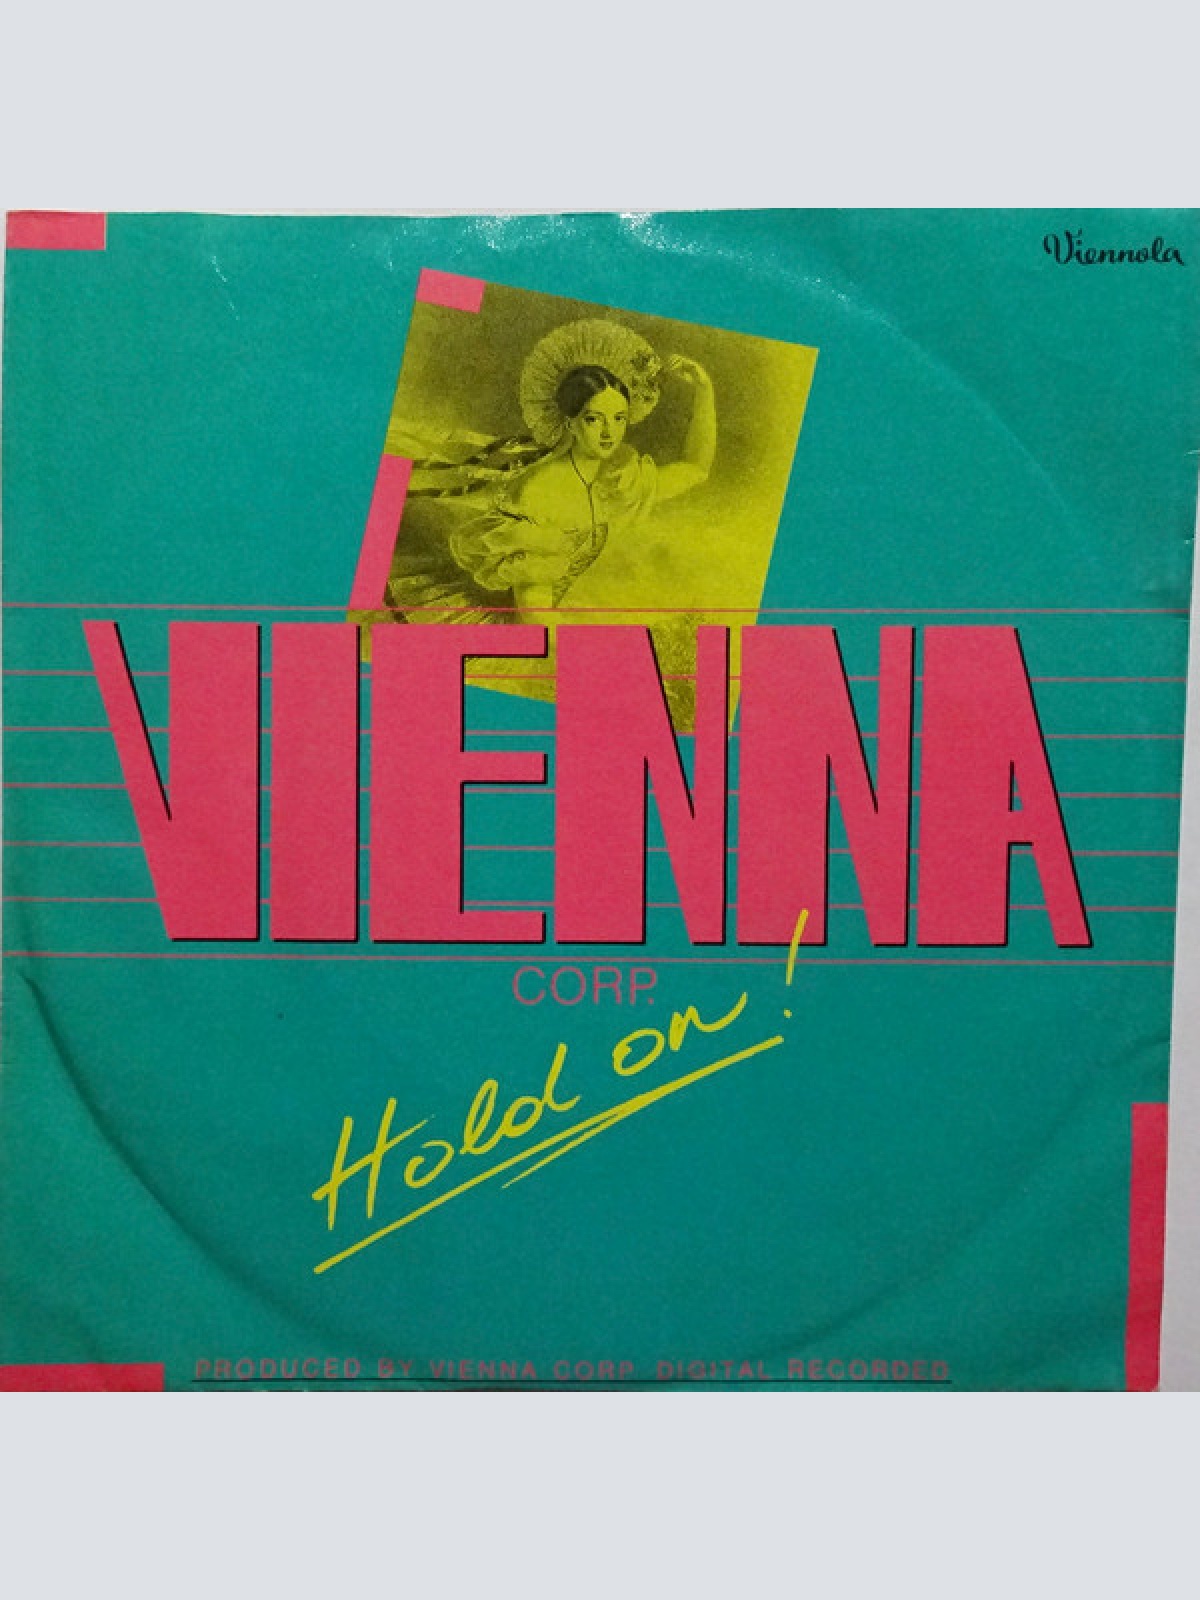 Viennola
VIENNA
CORP.
Hold on!
PRODUCED BY VIENNA CORP. DIGITAL RECORDED